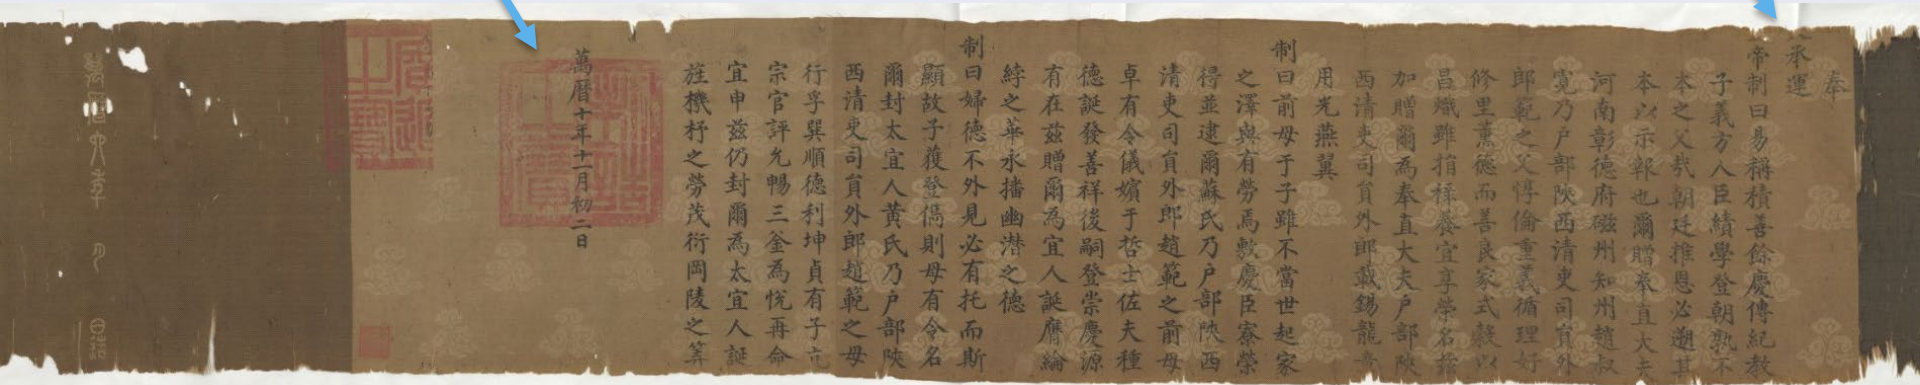 奉
承運
帝制曰易稱積善餘慶傳紀教
子義方人臣績學登朝孰不
本之父哉朝廷推恩必遡其
本以示報也爾贈奉直大夫
河南彰德府磁州知州趙
寬乃戶部陝西清吏司員外
郎範之父惇倫重義循理好
修里薰德而善良家式穀以
昌熾雖指祿養宜享榮名茲
加贈爾為奉直大夫戶部陝
西清吏司員外郎載錫龍章
用光燕翼
制曰前母于子雖不當世起家
之澤與有勞焉敷慶臣寮榮
得並逮爾蘇氏乃戶部陝西
清吏司員外郎趙範之前母
卓有令儀嬪于哲士佐夫種
德誕發善祥後嗣登崇慶源
有在茲贈爾為宜人誕膺綸
綍之華永播幽潛之德
制曰婦德不外見必有托而斯
顯故子獲登儁則母有令名
爾封太宜人黃氏乃戶部陝
西清吏司員外郎趙範之母
行孚巽順德利坤貞有子克
宗官評允暢三釜為悅再命
宜申茲仍封爾為太宜人誕
旌機杼之勞茂衍岡陵之筭
萬曆十年十二月初二日